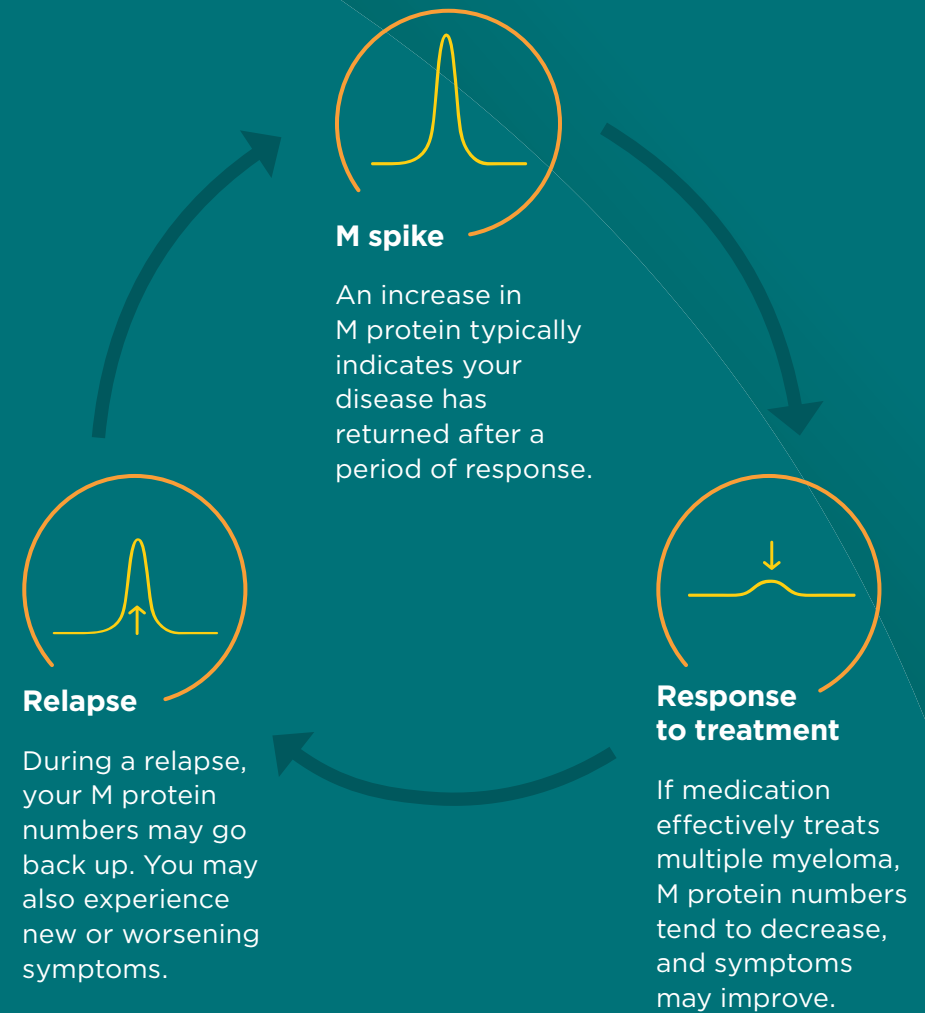 M spike
An increase in
M protein typically
indicates your
disease has
returned after a
period of response.
Response
to treatment
If medication
effectively treats
multiple myeloma,
M protein numbers
tend to decrease,
and symptoms
may improve.
Relapse
During a relapse,
your M protein
numbers may go
back up. You may
also experience
new or worsening
symptoms.